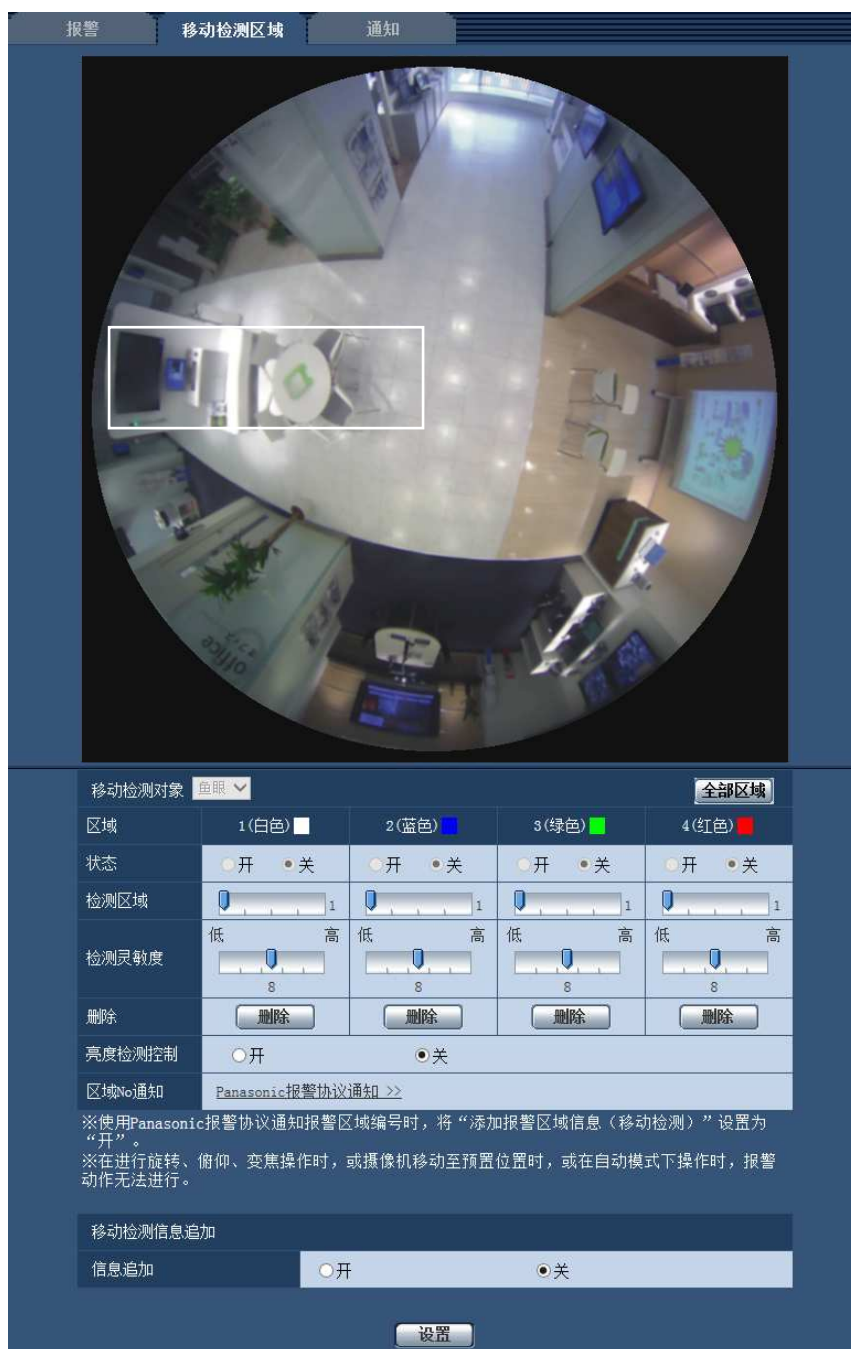 报警 移动检测区域 通知
office
移动检测对象 鱼眼 全部区域
区域 1(白色) 2(蓝色) 3(绿色) 4(红色)
状态 开 关 开 关 开 关 开 关
检测区域 1 1 1 1
检测灵敏度 低 高 低 高 低 高 低 高
8 8 8 8
删除 删除 删除 删除 删除
亮度检测控制 开 关
区域No通知 Panasonic报警协议通知 >>
※使用Panasonic报警协议通知报警区域编号时，将“添加报警区域信息（移动检测）”设置为
“开”。
※在进行旋转、俯仰、变焦操作时，或摄像机移动至预置位置时，或在自动模式下操作时，报警
动作无法进行。
移动检测信息追加
信息追加 开 关
设置